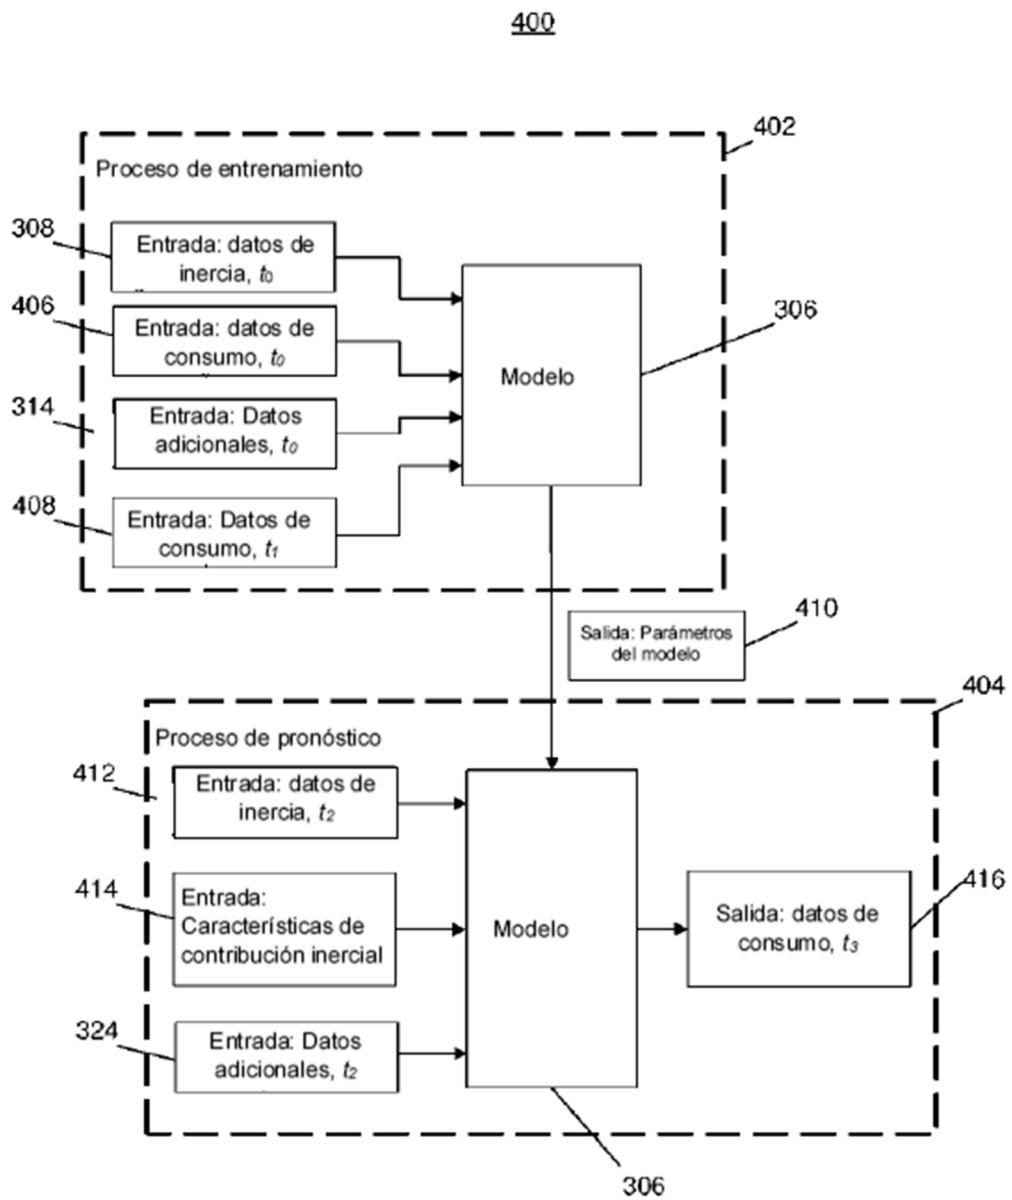 400
402
Proceso de entrenamiento
308
Entrada: datos de
inercia, t0
406
Entrada: datos de
consumo, t0
306
Modelo
314
Entrada: Datos
adicionales, t0
408
Entrada: Datos de
consumo, t1
410
Salida: Parámetros
del modelo
404
Proceso de pronóstico
412
Entrada: datos de
inercia, t2
414
Entrada:
Características de
contribución inercial
Modelo
416
Salida: datos de
consumo, t3
324
Entrada: Datos
adicionales, t2
306